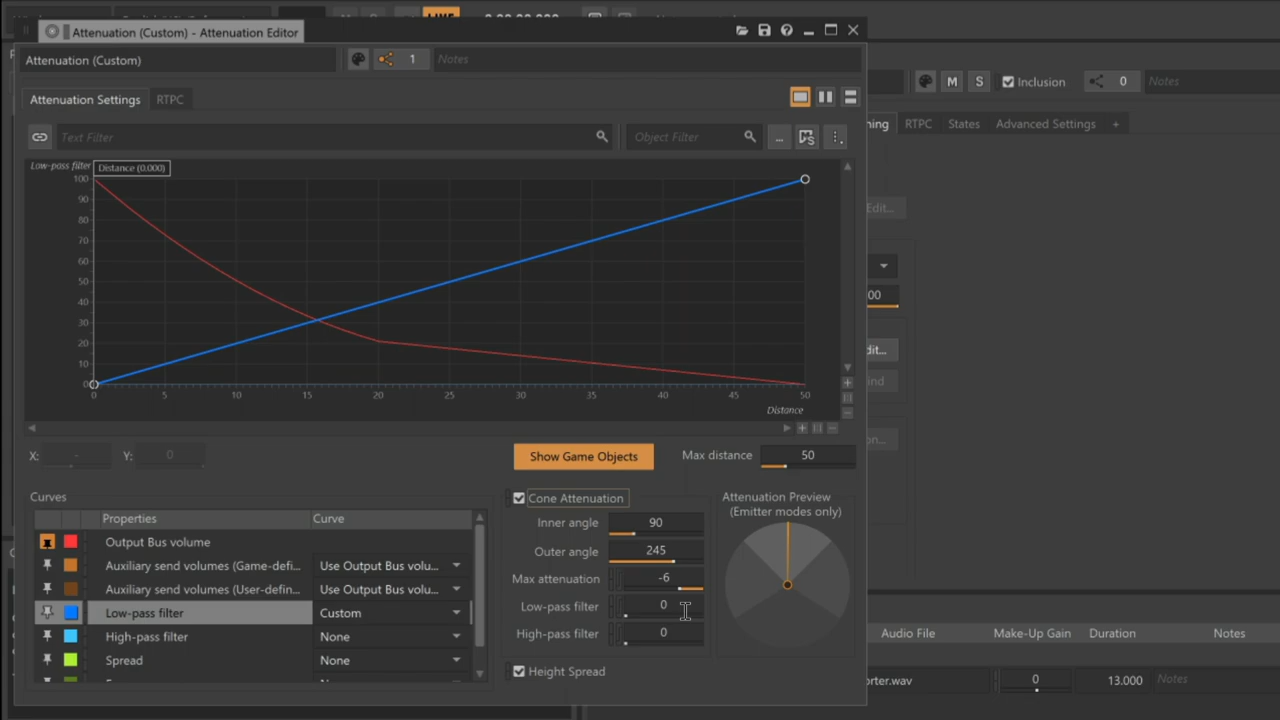 Attenuation (Custom) - Attenuation Editor
Attenuation (Custom)
1
Notes
M
S
Inclusion
0
Notes
Attenuation Settings
RTPC
RTPC
States
Advanced Settings
+
Text Filter
Object Filter
...
Low-pass filter
Distance (0.000)
100
90
80
70
60
50
40
30
20
10
0
0
5
10
15
20
25
30
35
40
45
50
Distance
X:
-
Y:
0
Show Game Objects
Max distance
50
Curves
Properties
Curve
Output Bus volume
Auxiliary send volumes (Game-defi...
Use Output Bus volu...
Auxiliary send volumes (User-defin...
Use Output Bus volu...
Low-pass filter
Custom
High-pass filter
None
Spread
None
Cone Attenuation
Inner angle
90
Outer angle
245
Max attenuation
-6
Low-pass filter
0
High-pass filter
0
Height Spread
Attenuation Preview
(Emitter modes only)
Audio File
Make-Up Gain
Duration
Notes
orter.wav
0
13.000
Notes